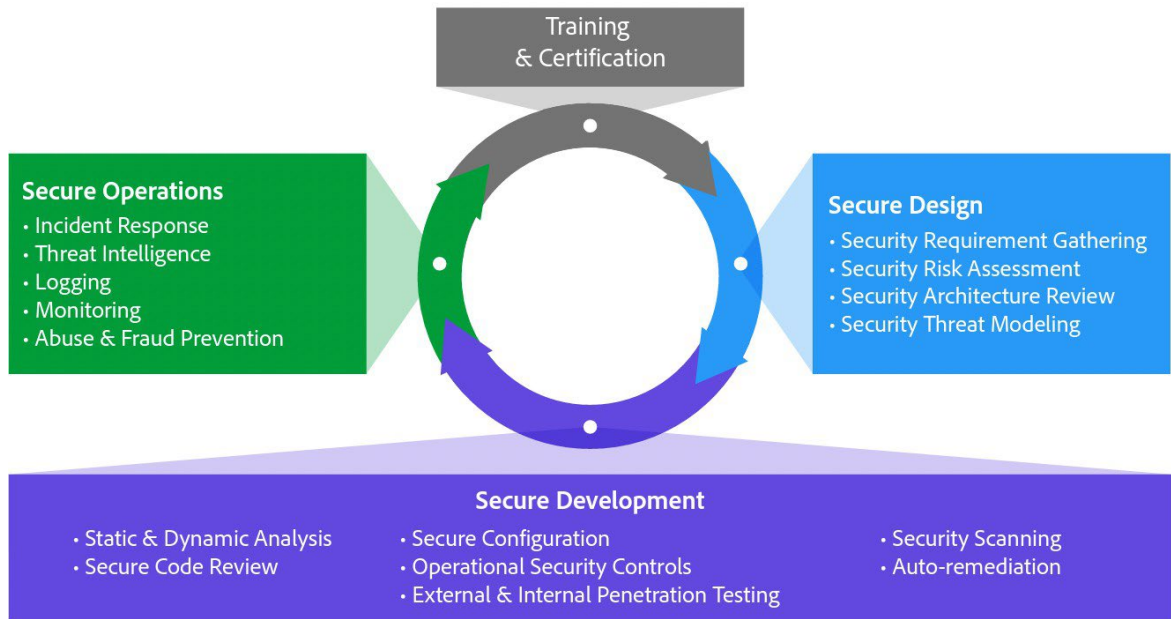 Training
& Certification
Secure Operations
• Incident Response
• Threat Intelligence
• Logging
• Monitoring
• Abuse & Fraud Prevention
Secure Design
• Security Requirement Gathering
• Security Risk Assessment
• Security Architecture Review
• Security Threat Modeling
Secure Development
• Static & Dynamic Analysis
• Secure Code Review
• Secure Configuration
• Operational Security Controls
• External & Internal Penetration Testing
• Security Scanning
• Auto-remediation